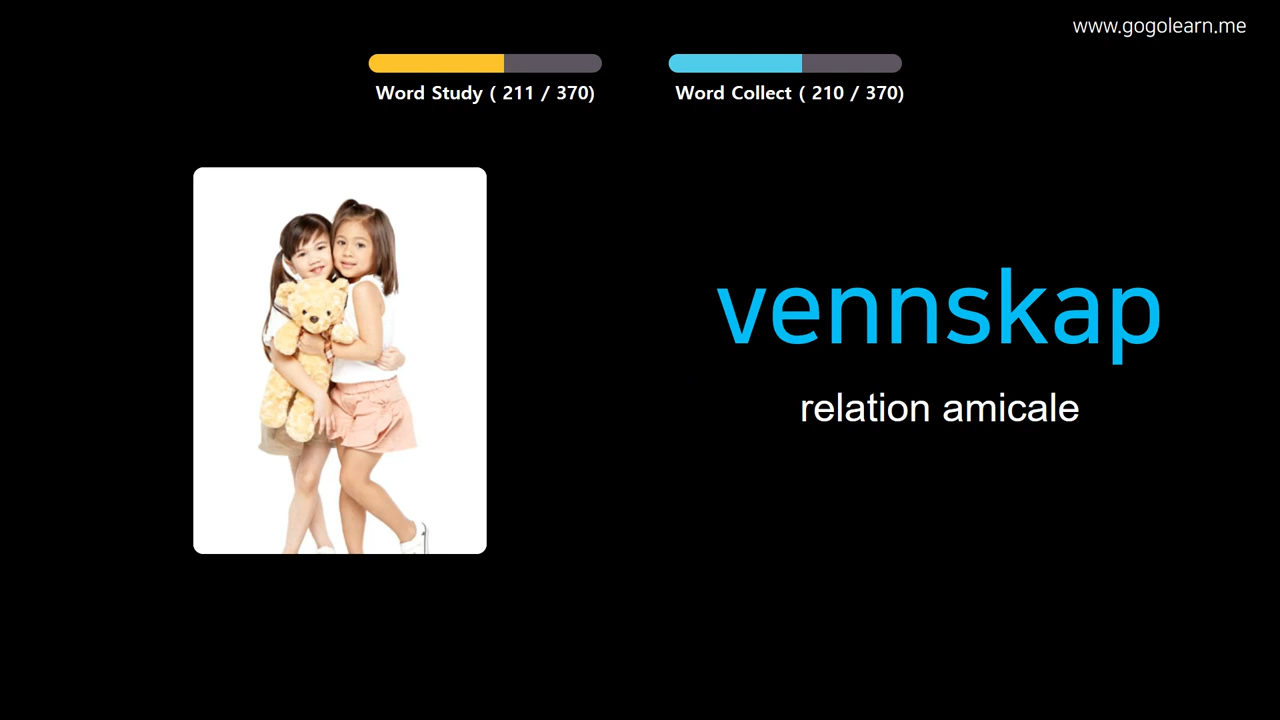 www.gogolearn.me
Word Study ( 211 / 370)
Word Collect ( 210 / 370)
vennskap
relation amicale